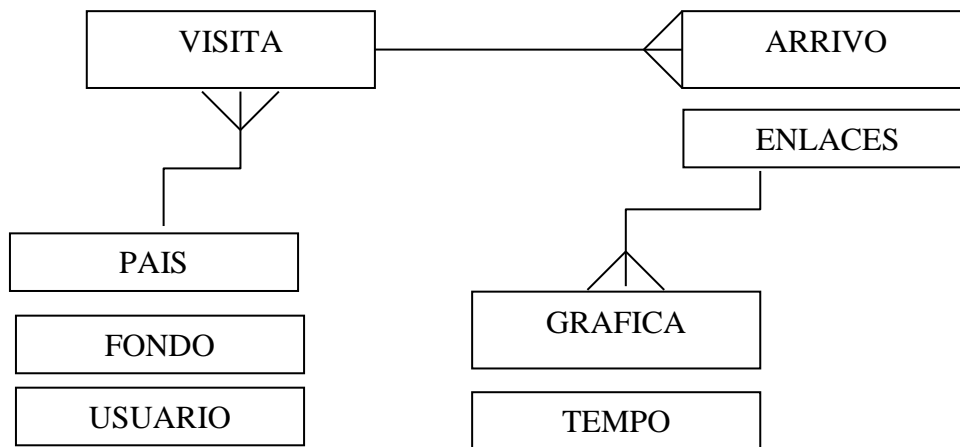 VISITA
ARRIVO
ENLACES
PAIS
GRAFICA
FONDO
USUARIO
TEMPO